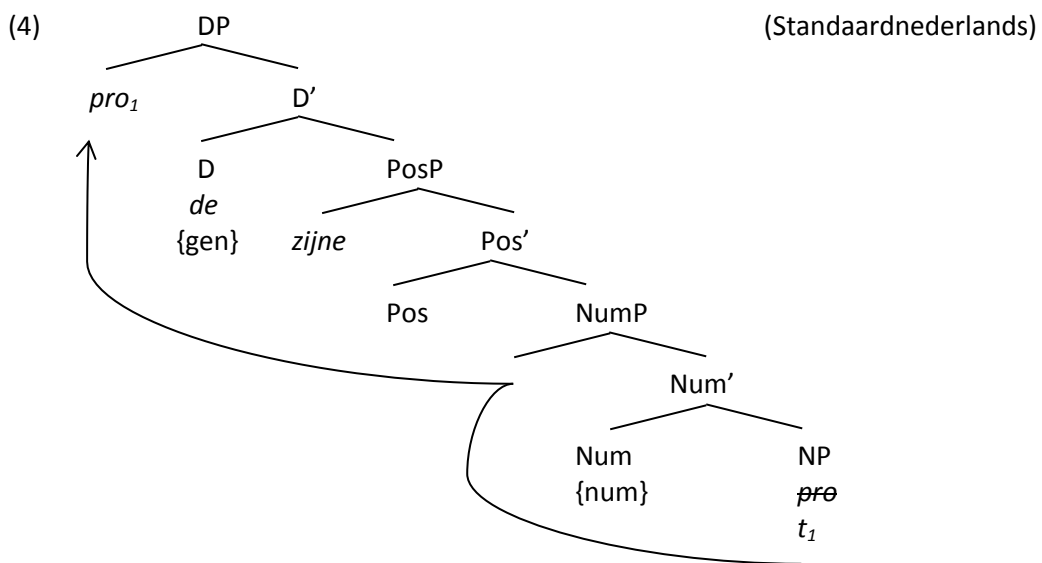 (4) DP (Standaardnederlands)
pro1 D’
D PosP
de
{gen} zijne Pos’
Pos NumP
Num’
Num NP
{num} pro
t1